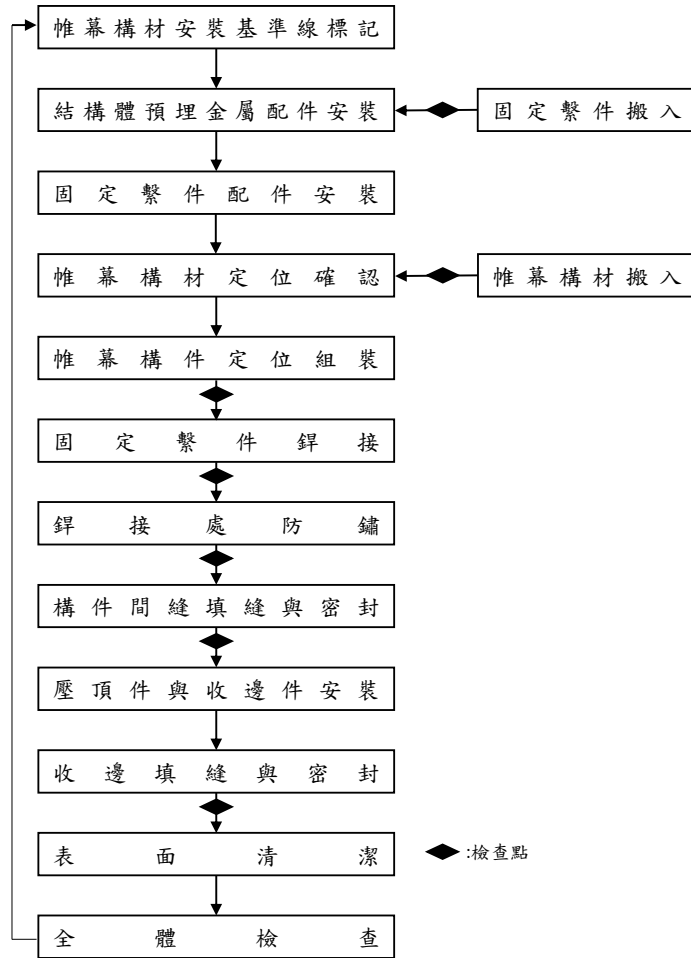 帷幕構材安裝基準線標記
結構體預埋金屬配件安裝
固定繫件搬入
固定繫件配件安裝
帷幕構材定位確認
帷幕構材搬入
帷幕構件定位組裝
固定繫件銲接
銲接處防鏽
構件間縫填縫與密封
壓頂件與收邊件安裝
收邊填縫與密封
表面清潔
:檢查點
全體檢查